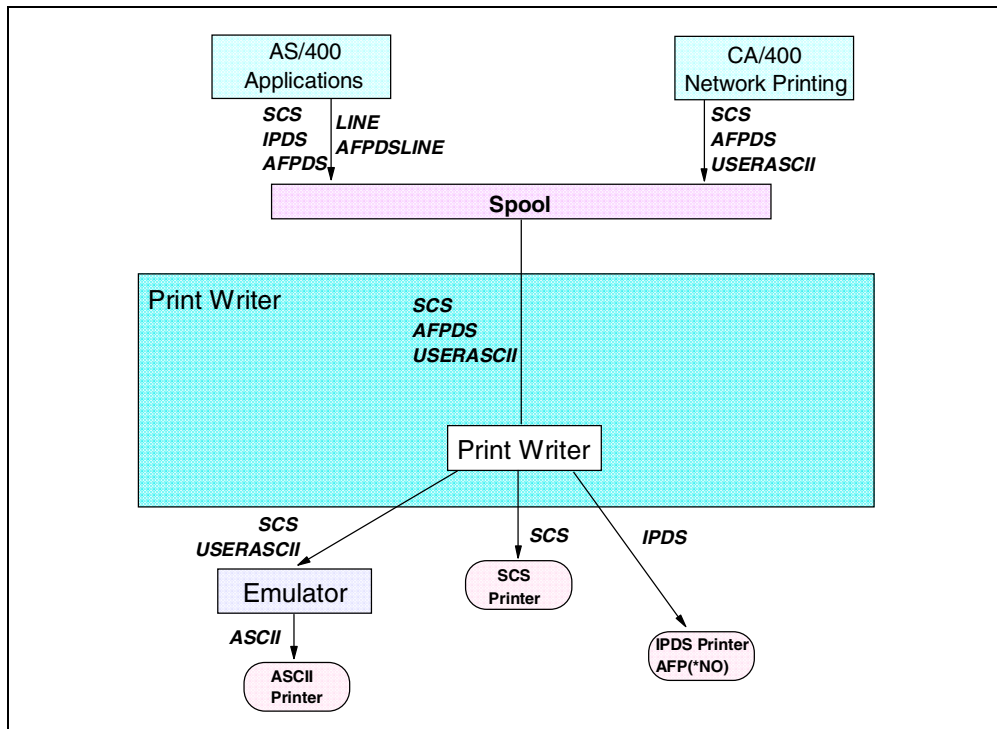 AS/400
Applications
CA/400
Network Printing
SCS
IPDS
AFPDS
LINE
AFPDSLINE
SCS
AFPDS
USERASCII
Spool
Print Writer
SCS
AFPDS
USERASCII
Print Writer
SCS
USERASCII
SCS
IPDS
Emulator
SCS
Printer
ASCII
IPDS Printer
AFP(*NO)
ASCII
Printer